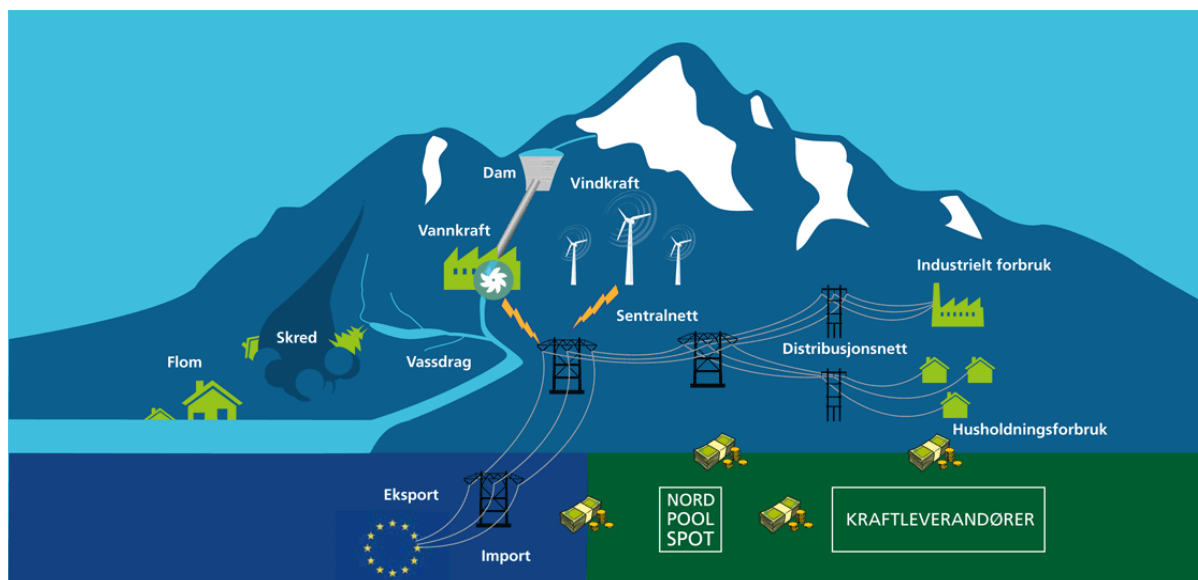 Dam
Vindkraft
Vannkraft
Industrielt forbruk
Sentralnett
Skred
Distribusjonsnett
Flom
Vassdrag
Husholdningsforbruk
Eksport
NORD
POOL
SPOT
KRAFTLEVERANDØRER
Import